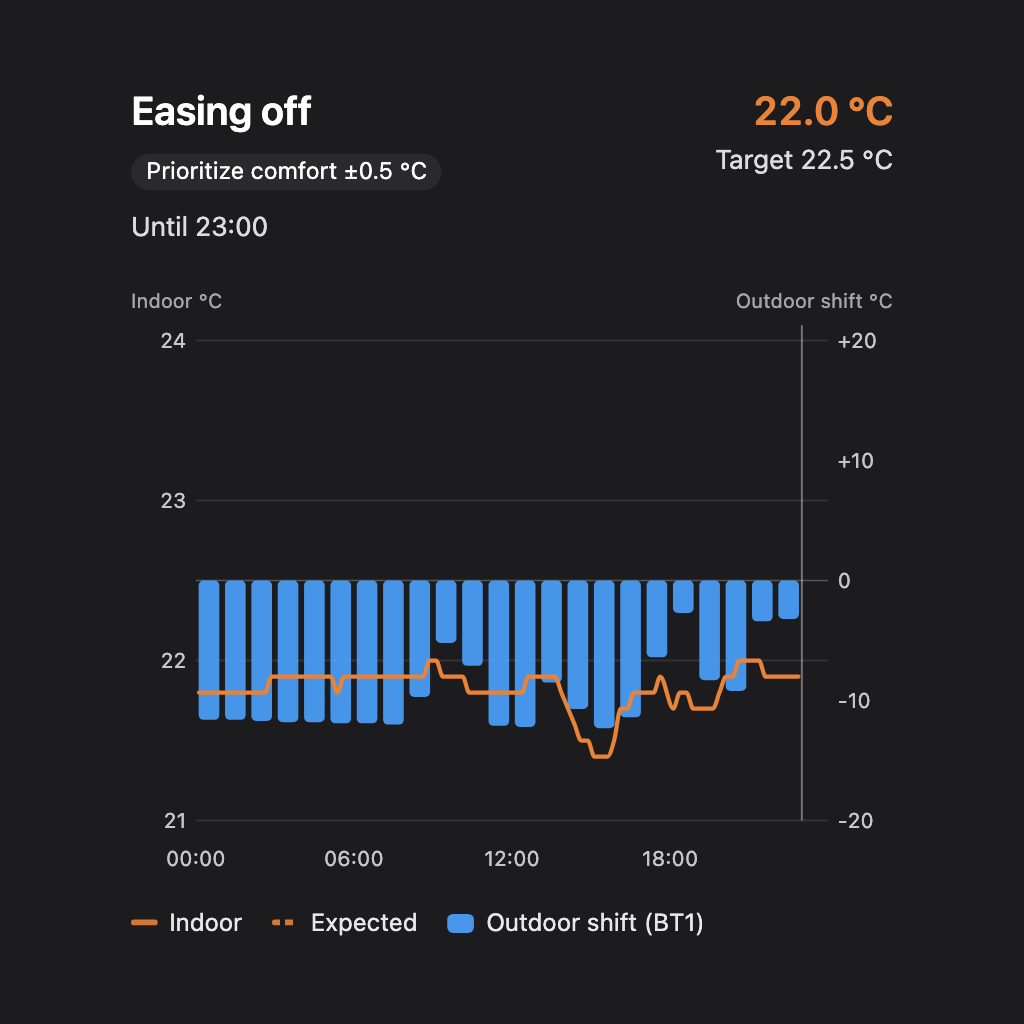 Easing off
22.0 °C
Prioritize comfort ±0.5 °C
Target 22.5 °C
Until 23:00
Indoor °C
Outdoor shift °C
24
+20
+10
23
0
22
-10
21
-20
00:00
06:00
12:00
18:00
Indoor
Expected
Outdoor shift (BT1)